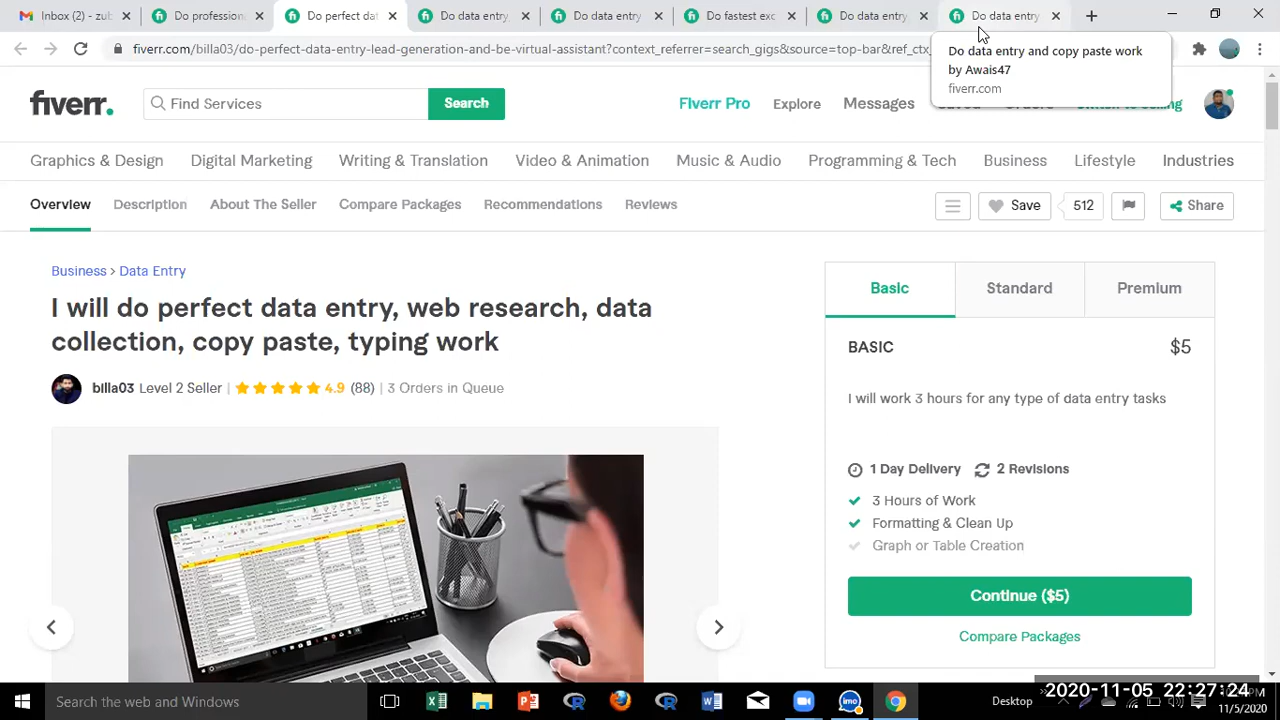 Inbox (3) - zub
Do profession
Do perfect dat
Do data entry,
Do data entry
Do fastest exc
Do data entry
Do data entry
fiverr.com/billa03/do-perfect-data-entry-lead-generation-and-be-virtual-assistant?context_referrer=search_gigs&source=top-bar&ref_ctx_
Do data entry and copy paste work
by Awais47
fiverr.com
fiverr.
Find Services
Search
Fiverr Pro
Explore
Messages
Graphics & Design
Digital Marketing
Writing & Translation
Video & Animation
Music & Audio
Programming & Tech
Business
Lifestyle
Industries
Overview
Description
About The Seller
Compare Packages
Recommendations
Reviews
Save
512
Share
Business > Data Entry
I will do perfect data entry, web research, data
collection, copy paste, typing work
billa03 Level 2 Seller | 4.9 (88) | 3 Orders in Queue
Basic
Standard
Premium
BASIC
$5
I will work 3 hours for any type of data entry tasks
1 Day Delivery
2 Revisions
3 Hours of Work
Formatting & Clean Up
Graph or Table Creation
Continue ($5)
Compare Packages
Search the web and Windows
Desktop
2020-11-05 22:27:24
11/5/2020